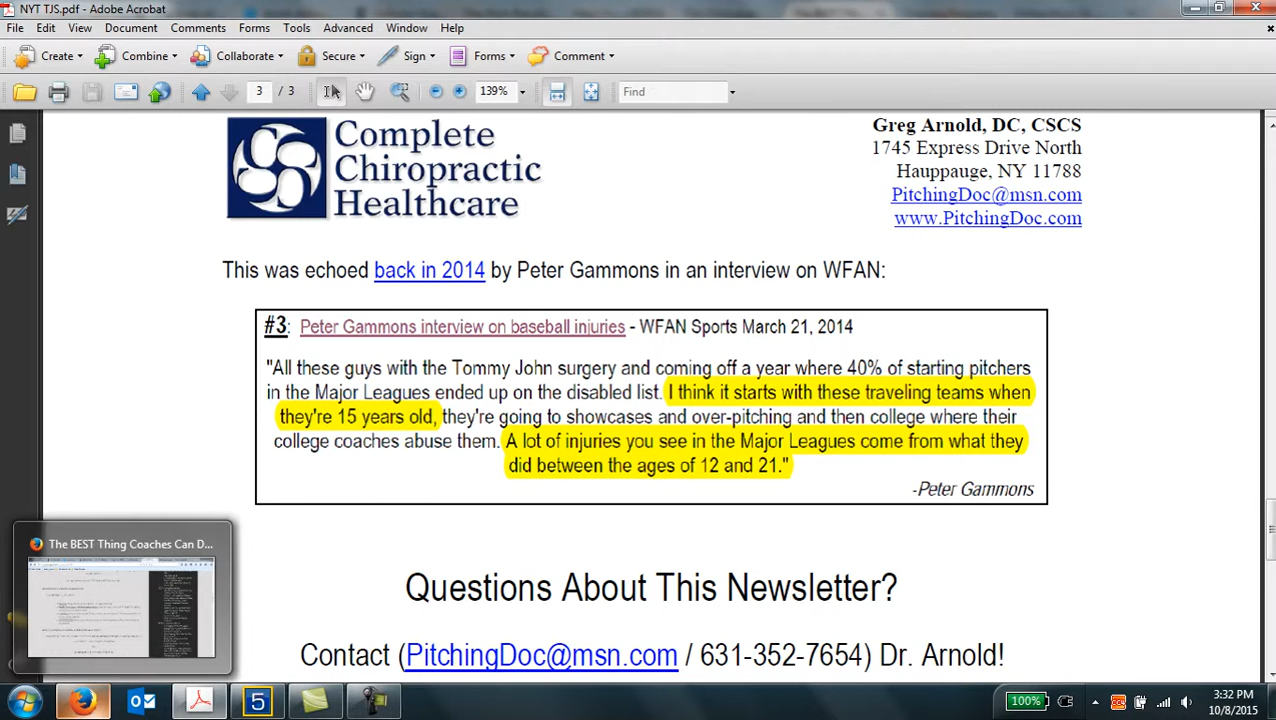 NYT TJS.pdf - Adobe Acrobat
File Edit View Document Comments Forms Tools Advanced Window Help
Create Combine Collaborate Secure Sign Forms Comment
3 / 3 139% Find
Complete
Chiropractic
Healthcare
Greg Arnold, DC, CSCS
1745 Express Drive North
Hauppauge, NY 11788
PitchingDoc@msn.com
www.PitchingDoc.com
This was echoed back in 2014 by Peter Gammons in an interview on WFAN:
#3: Peter Gammons interview on baseball injuries - WFAN Sports March 21, 2014
"All these guys with the Tommy John surgery and coming off a year where 40% of starting pitchers
in the Major Leagues ended up on the disabled list. I think it starts with these traveling teams when
they're 15 years old, they're going to showcases and over-pitching and then college where their
college coaches abuse them. A lot of injuries you see in the Major Leagues come from what they
did between the ages of 12 and 21."
-Peter Gammons
The BEST Thing Coaches Can D...
Questions About This Newsletter?
Contact (PitchingDoc@msn.com / 631-352-7654) Dr. Arnold!
5
100%
3:32 PM
10/8/2015